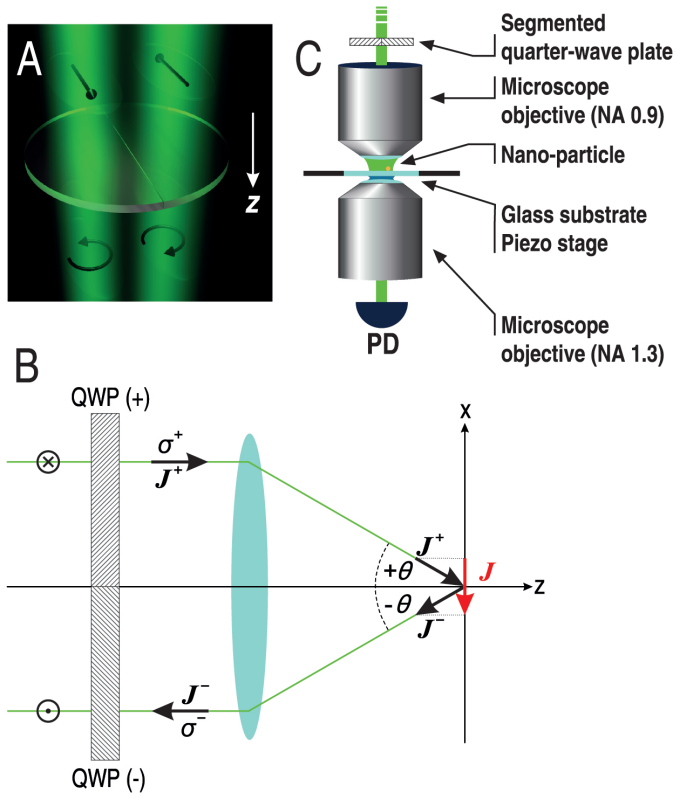 A
z
C
Segmented
quarter-wave plate
Microscope
objective (NA 0.9)
Nano-particle
Glass substrate
Piezo stage
Microscope
objective (NA 1.3)
PD
B
QWP (+)
σ⁺
J⁺
x
J⁺
+θ
J
z
-θ
J⁻
J⁻
σ⁻
QWP (-)